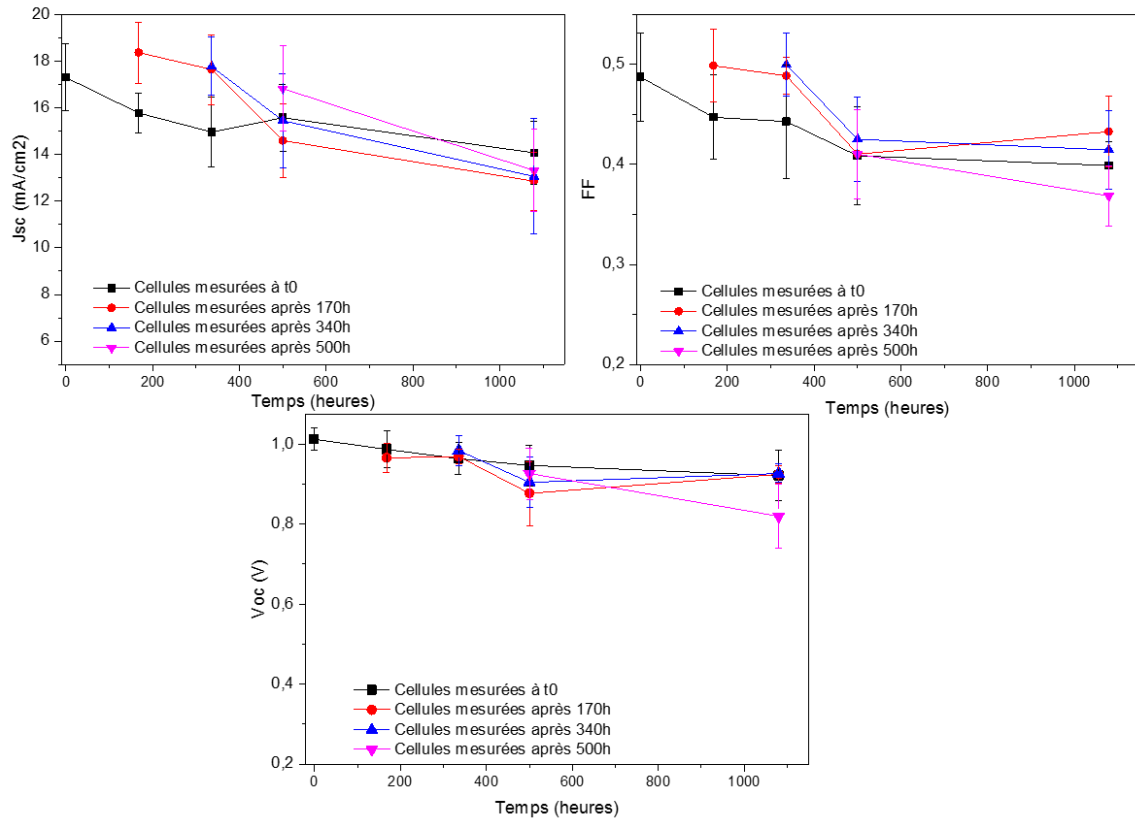 20
18
16
14
12
10
8
6
Jsc (mA/cm2)
Cellules mesurées à t0
Cellules mesurées après 170h
Cellules mesurées après 340h
Cellules mesurées après 500h
0 200 400 600 800 1000
Temps (heures)
0,5
0,4
0,3
0,2
FF
Cellules mesurées à t0
Cellules mesurées après 170h
Cellules mesurées après 340h
Cellules mesurées après 500h
0 200 400 600 800 1000
Temps (heures)
1,0
0,8
0,6
0,4
0,2
Voc (V)
Cellules mesurées à t0
Cellules mesurées après 170h
Cellules mesurées après 340h
Cellules mesurées après 500h
0 200 400 600 800 1000
Temps (heures)